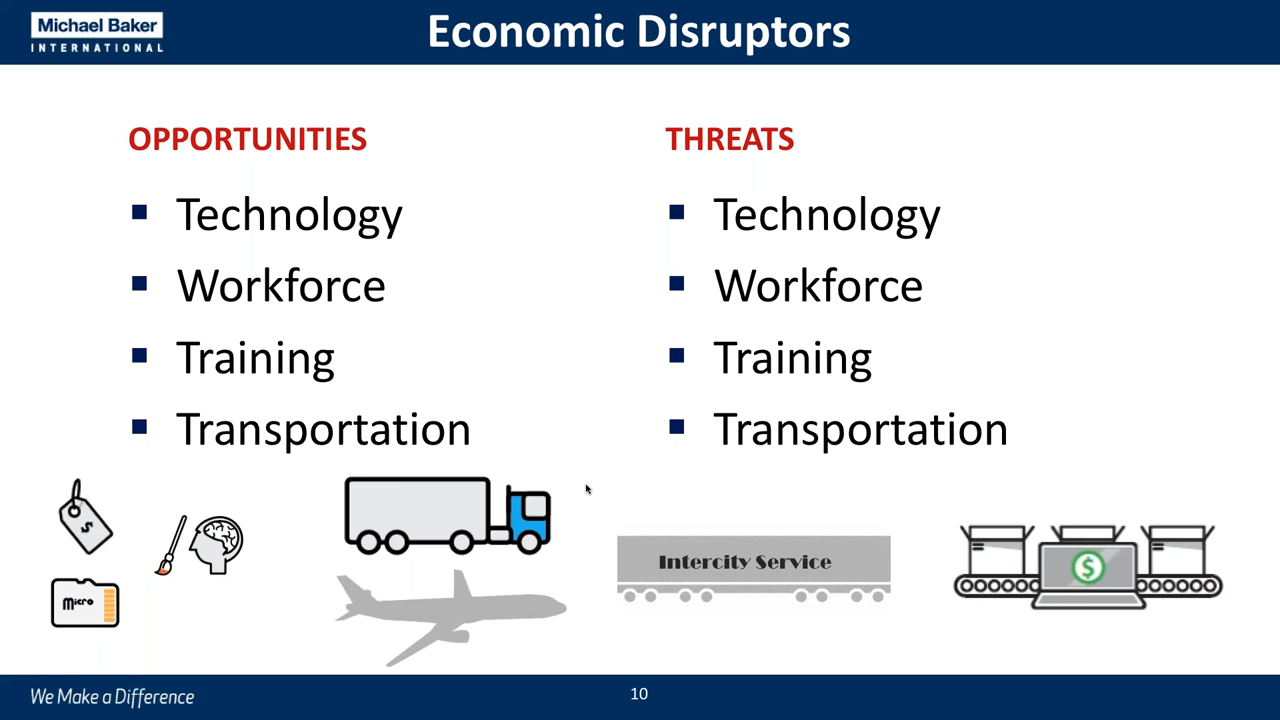 Michael Baker
INTERNATIONAL
Economic Disruptors
OPPORTUNITIES
Technology
Workforce
Training
Transportation
THREATS
Technology
Workforce
Training
Transportation
$
Micro
Intercity Service
$
We Make a Difference
10